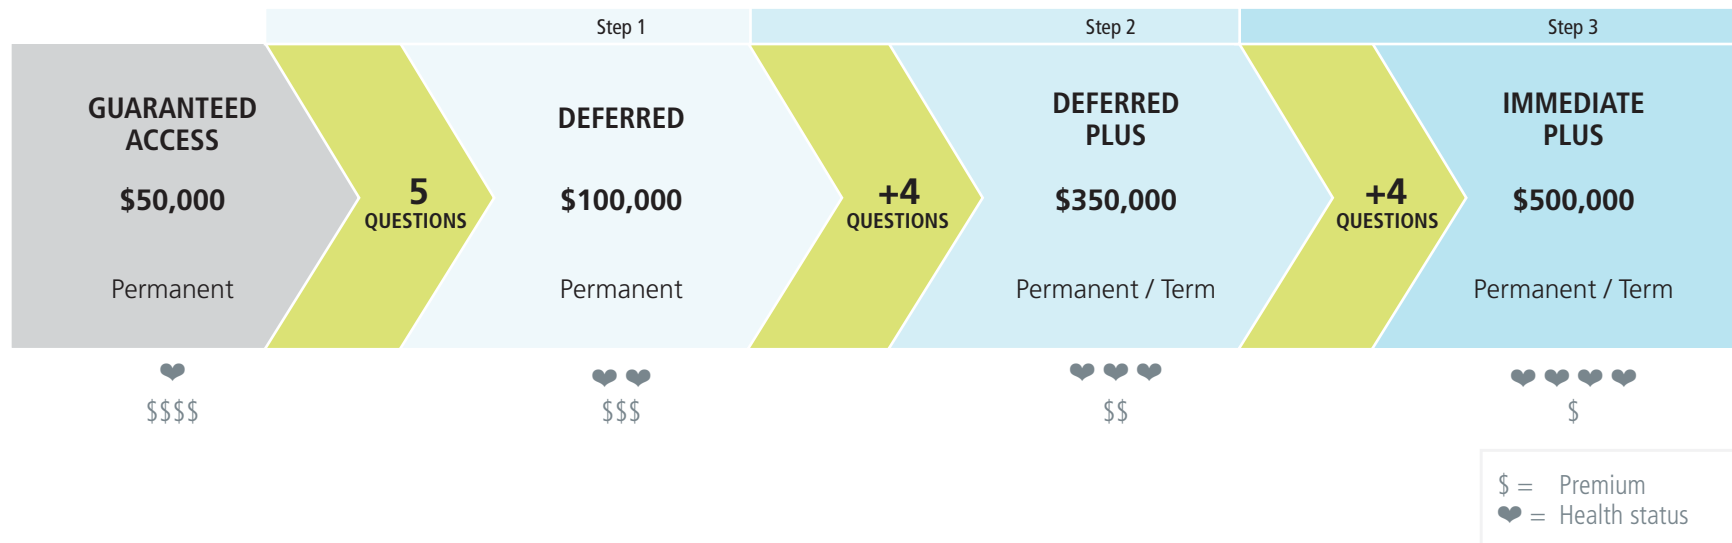 Step 1
Step 2
Step 3
GUARANTEED
ACCESS
$50,000
Permanent
5
QUESTIONS
DEFERRED
$100,000
Permanent
+4
QUESTIONS
DEFERRED
PLUS
$350,000
Permanent / Term
+4
QUESTIONS
IMMEDIATE
PLUS
$500,000
Permanent / Term
❤
$$$$
❤ ❤
$$$
❤ ❤ ❤
$$
❤ ❤ ❤ ❤
$
$ = Premium
❤ = Health status